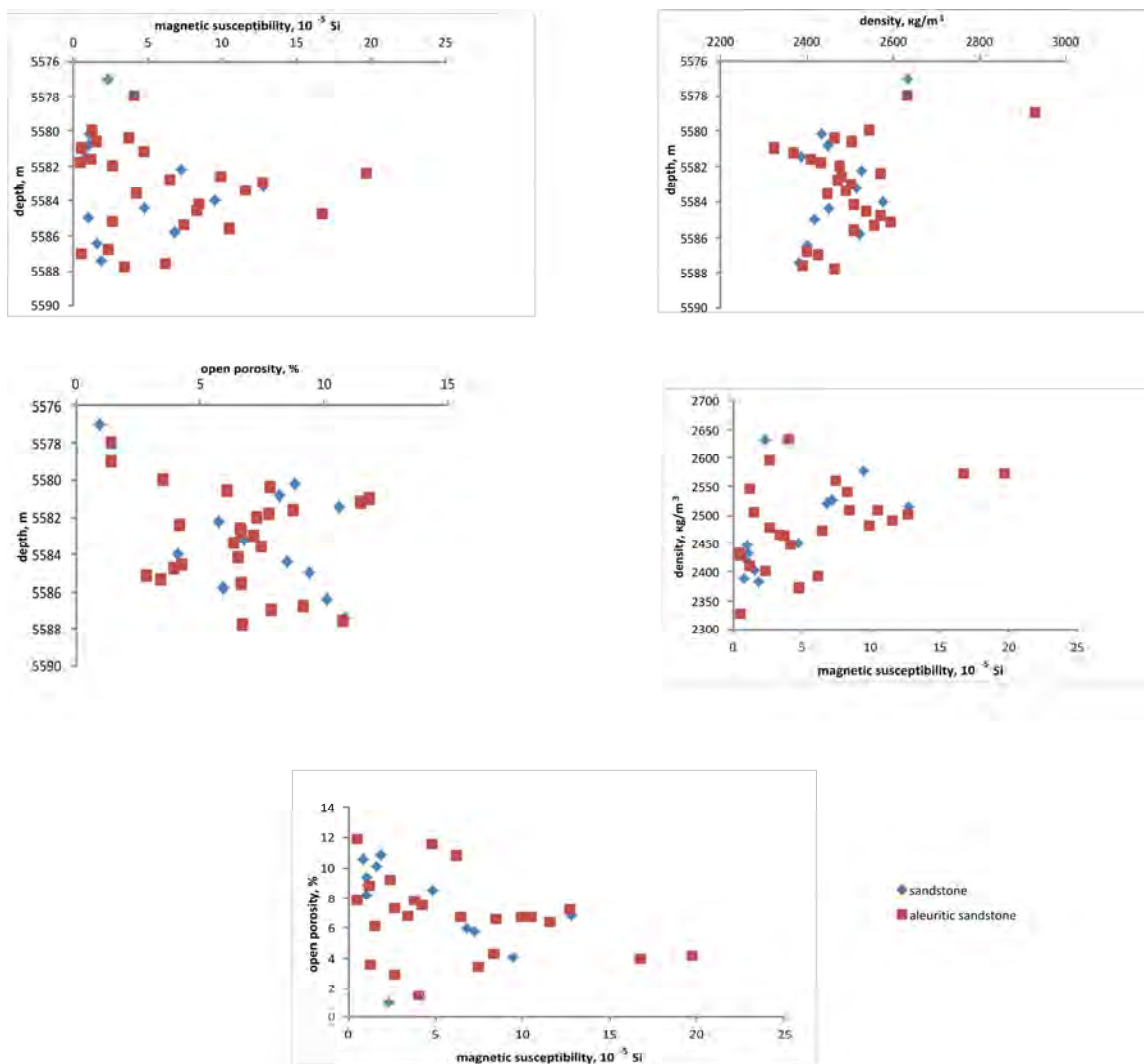 magnetic susceptibility, 10 ⁻⁵ Si
0 5 10 15 20 25
5576
5578
5580
5582
5584
5586
5588
5590
depth, m
density, кg/m³
2200 2400 2600 2800 3000
5576
5578
5580
5582
5584
5586
5588
5590
depth, m
open porosity, %
0 5 10 15
5576
5578
5580
5582
5584
5586
5588
5590
depth, m
2700
2650
2600
2550
2500
2450
2400
2350
2300
density, кg/m³
0 5 10 15 20 25
magnetic susceptibility, 10 ⁻⁵ Si
14
12
10
8
6
4
2
0
open porosity, %
0 5 10 15 20 25
magnetic susceptibility, 10 ⁻⁵ Si
sandstone
aleuritic sandstone